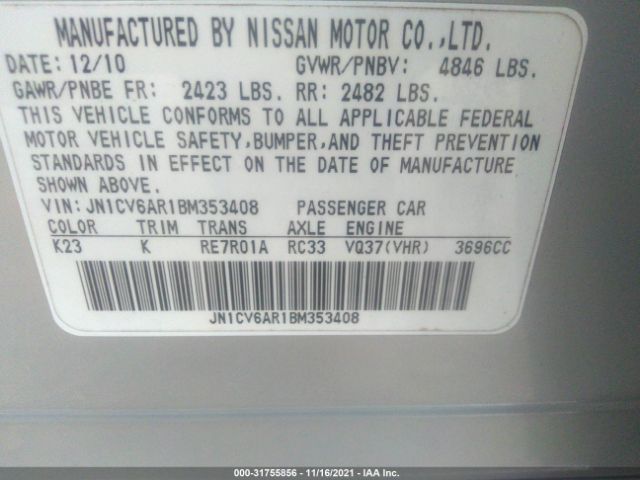 MANUFACTURED BY NISSAN MOTOR CO.,LTD.
DATE: 12/10 GVWR/PNBV: 4846 LBS.
GAWR/PNBE FR: 2423 LBS. RR: 2482 LBS.
THIS VEHICLE CONFORMS TO ALL APPLICABLE FEDERAL
MOTOR VEHICLE SAFETY,BUMPER,AND THEFT PREVENTION
STANDARDS IN EFFECT ON THE DATE OF MANUFACTURE
SHOWN ABOVE.
VIN: JN1CV6AR1BM353408 PASSENGER CAR
COLOR TRIM TRANS AXLE ENGINE
K23 K RE7R01A RC33 VQ37(VHR) 3696CC
JN1CV6AR1BM353408
000-31755856 - 11/16/2021 - IAA Inc.